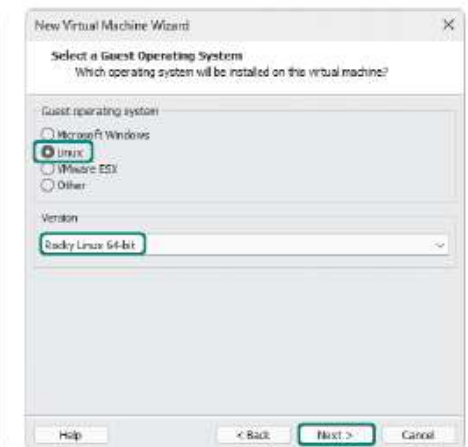 New Virtual Machine Wizard
Select a Guest Operating System
Which operating system will be installed on this virtual machine?
Guest operating system
Microsoft Windows
Linux
VMware ESX
Other
Version
Rocky Linux 64-bit
Help
< Back
Next >
Cancel